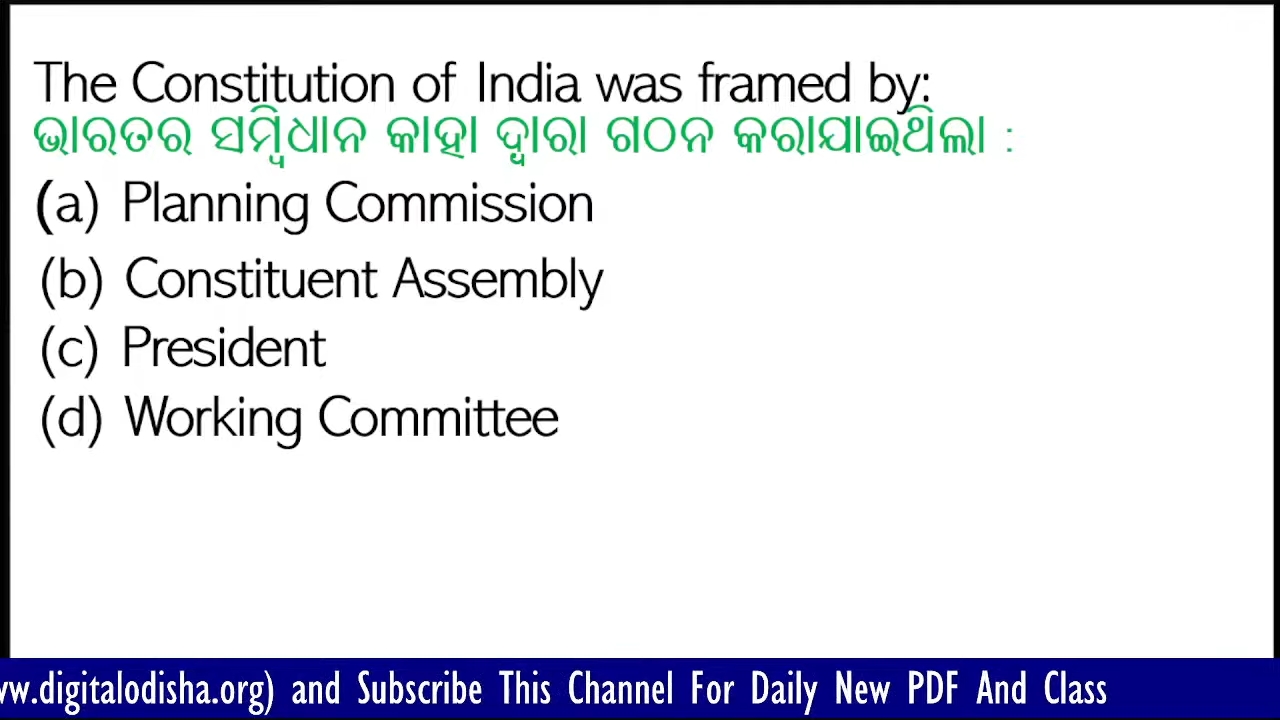 The Constitution of India was framed by:
ଭାରତର ସମ୍ବିଧାନ କାହା ଦ୍ୱାରା ଗଠନ କରାଯାଇଥିଲା :
(a) Planning Commission
(b) Constituent Assembly
(c) President
(d) Working Committee
ww.digitalodisha.org) and Subscribe This Channel For Daily New PDF And Class